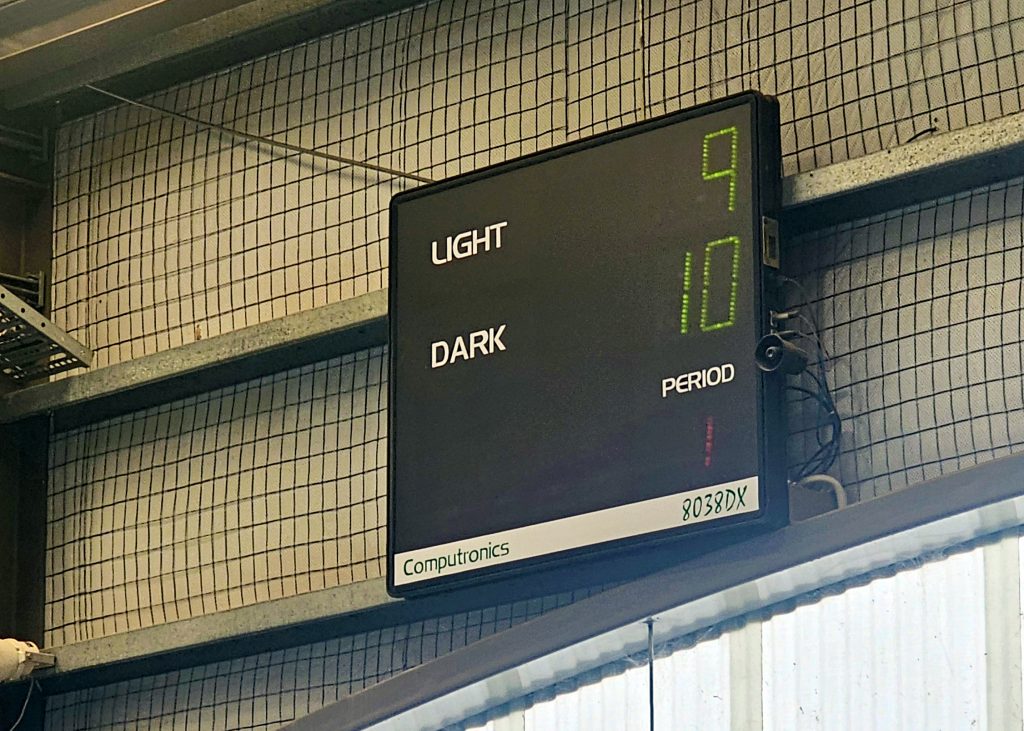 9
LIGHT
10
DARK
PERIOD
1
Computronics 8038DX